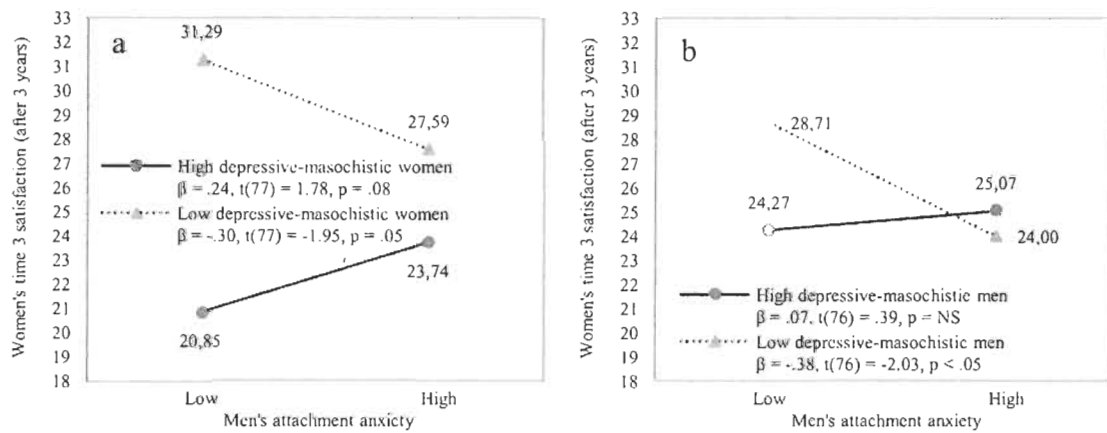 33
32
31
30
29
28
27
26
25
24
23
22
21
20
19
18
Women's time 3 satisfaction (after 3 years)
a
31,29
27,59
High depressive-masochistic women
β = .24, t(77) = 1.78, p = .08
Low depressive-masochistic women
β = -.30, t(77) = -1.95, p = .05
23,74
20,85
Low
High
Men's attachment anxiety
33
32
31
30
29
28
27
26
25
24
23
22
21
20
19
18
Women's time 3 satisfaction (after 3 years)
b
28,71
24,27
25,07
24,00
High depressive-masochistic men
β = .07, t(76) = .39, p = NS
Low depressive-masochistic men
β = -.38, t(76) = -2.03, p < .05
Low
High
Men's attachment anxiety